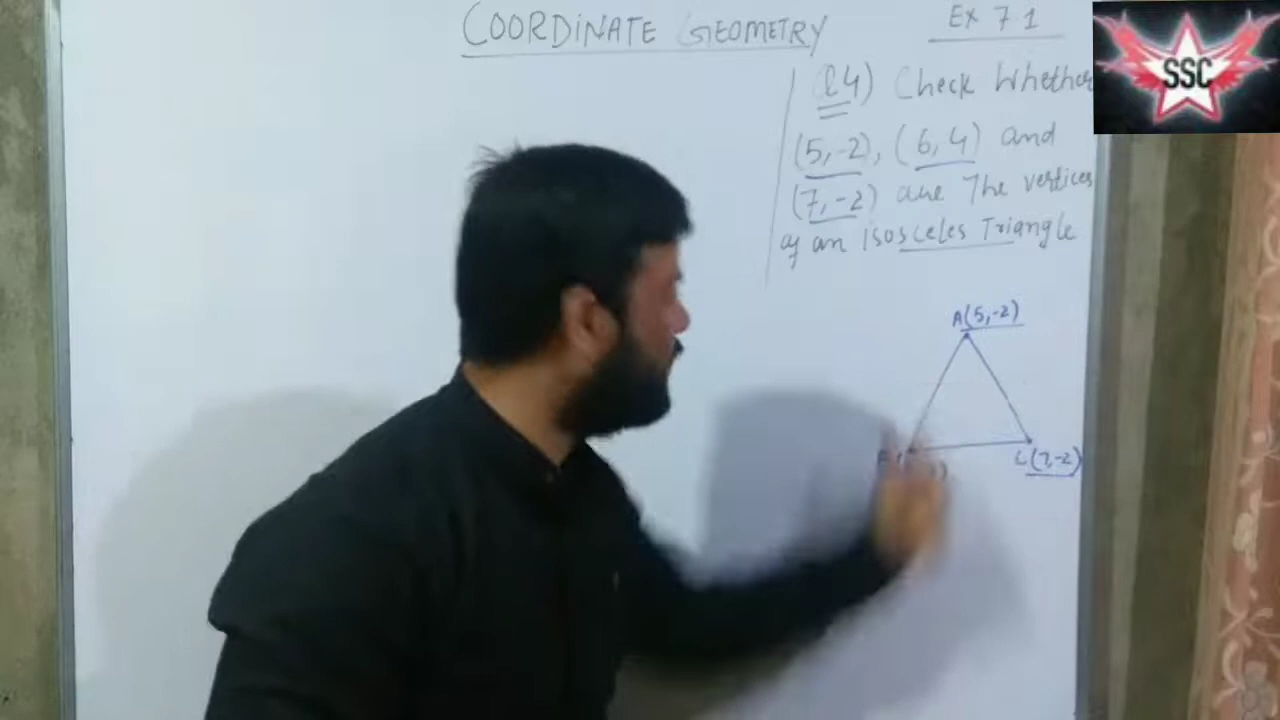 COORDINATE GEOMETRY
Ex 7.1
SSC
Q4) Check Whether
(5,-2), (6,4) and
(7,-2) are The vertices
of an Isosceles Triangle
A(5,-2)
C(7,-2)